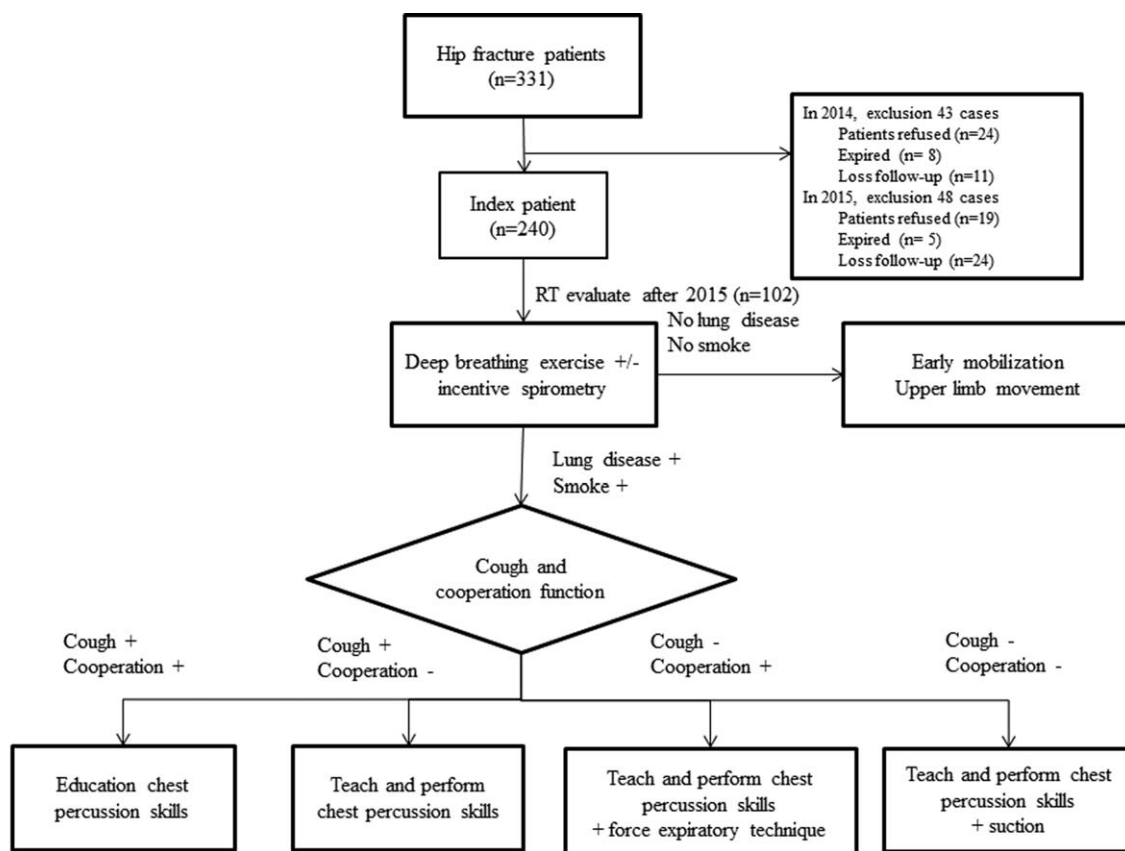 Hip fracture patients
(n=331)
In 2014, exclusion 43 cases
Patients refused (n=24)
Expired (n= 8)
Loss follow-up (n=11)
In 2015, exclusion 48 cases
Patients refused (n=19)
Expired (n= 5)
Loss follow-up (n=24)
Index patient
(n=240)
RT evaluate after 2015 (n=102)
No lung disease
No smoke
Deep breathing exercise +/-
incentive spirometry
Early mobilization
Upper limb movement
Lung disease +
Smoke +
Cough and
cooperation function
Cough +
Cooperation +
Cough +
Cooperation -
Cough -
Cooperation +
Cough -
Cooperation -
Education chest
percussion skills
Teach and perform
chest percussion skills
Teach and perform chest
percussion skills
+ force expiratory technique
Teach and perform chest
percussion skills
+ suction